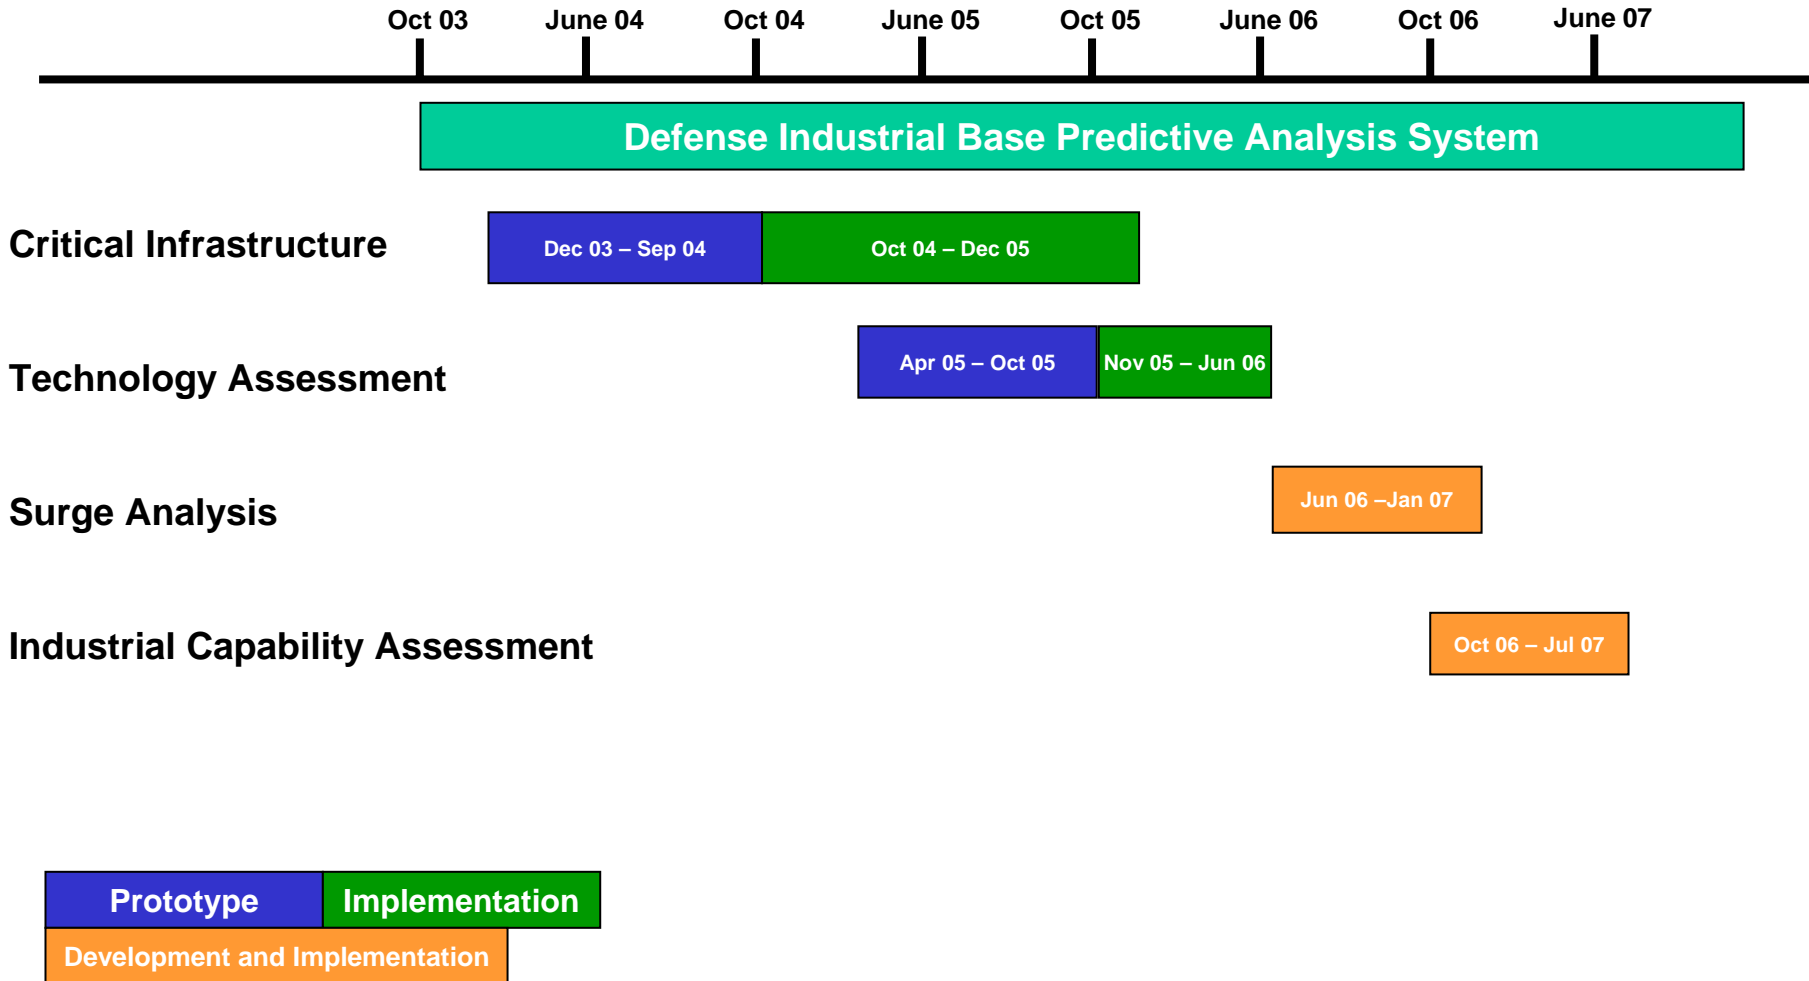 Oct 03 June 04 Oct 04 June 05 Oct 05 June 06 Oct 06 June 07
Defense Industrial Base Predictive Analysis System
Critical Infrastructure
Dec 03 – Sep 04
Oct 04 – Dec 05
Technology Assessment
Apr 05 – Oct 05
Nov 05 – Jun 06
Surge Analysis
Jun 06 –Jan 07
Industrial Capability Assessment
Oct 06 – Jul 07
Prototype
Implementation
Development and Implementation